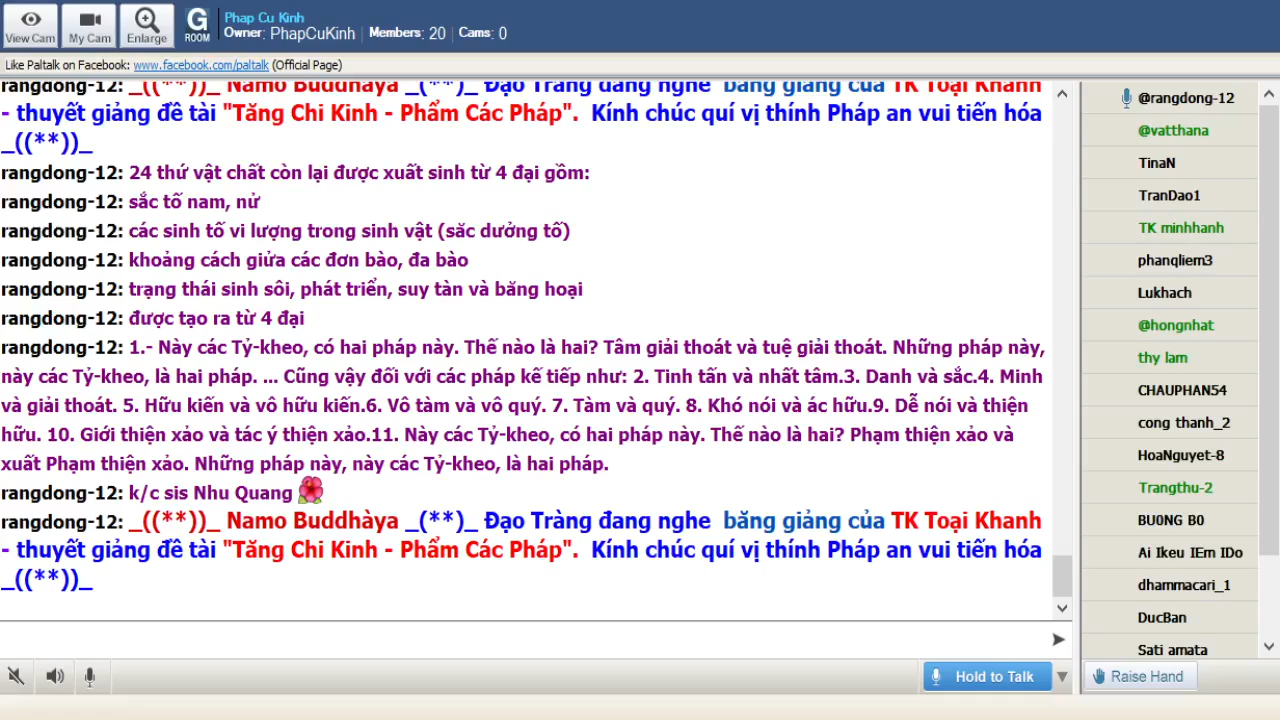 View Cam
My Cam
Enlarge
G
ROOM
Phap Cu Kinh
Owner: PhapCuKinh | Members: 20 | Cams: 0
Like Paltalk on Facebook: www.facebook.com/paltalk (Official Page)
rangdong-12: _((**))_ Namo Buddhàya _(**)_ Đạo Tràng đang nghe băng giảng của TK Toại Khanh
- thuyết giảng đề tài "Tăng Chi Kinh - Phẩm Các Pháp". Kính chúc quí vị thính Pháp an vui tiến hóa
_((**))_
rangdong-12: 24 thứ vật chất còn lại được xuất sinh từ 4 đại gồm:
rangdong-12: sắc tố nam, nử
rangdong-12: các sinh tố vi lượng trong sinh vật (săc dưởng tố)
rangdong-12: khoảng cách giửa các đơn bào, đa bào
rangdong-12: trạng thái sinh sôi, phát triển, suy tàn và băng hoại
rangdong-12: được tạo ra từ 4 đại
rangdong-12: 1.- Này các Tỷ-kheo, có hai pháp này. Thế nào là hai? Tâm giải thoát và tuệ giải thoát. Những pháp này,
này các Tỷ-kheo, là hai pháp. ... Cũng vậy đối với các pháp kế tiếp như: 2. Tinh tấn và nhất tâm.3. Danh và sắc.4. Minh
và giải thoát. 5. Hữu kiến và vô hữu kiến.6. Vô tàm và vô quý. 7. Tàm và quý. 8. Khó nói và ác hữu.9. Dễ nói và thiện
hữu. 10. Giới thiện xảo và tác ý thiện xảo.11. Này các Tỷ-kheo, có hai pháp này. Thế nào là hai? Phạm thiện xảo và
xuất Phạm thiện xảo. Những pháp này, này các Tỷ-kheo, là hai pháp.
rangdong-12: k/c sis Nhu Quang
rangdong-12: _((**))_ Namo Buddhàya _(**)_ Đạo Tràng đang nghe băng giảng của TK Toại Khanh
- thuyết giảng đề tài "Tăng Chi Kinh - Phẩm Các Pháp". Kính chúc quí vị thính Pháp an vui tiến hóa
_((**))_
@rangdong-12
@vatthana
TinaN
TranDao1
TK minhhanh
phanqliem3
Lukhach
@hongnhat
thy lam
CHAUPHAN54
cong thanh_2
HoaNguyet-8
Trangthu-2
BU0NG B0
Ai Ikeu IEm IDo
dhammacari_1
DucBan
Sati amata
Hold to Talk
Raise Hand